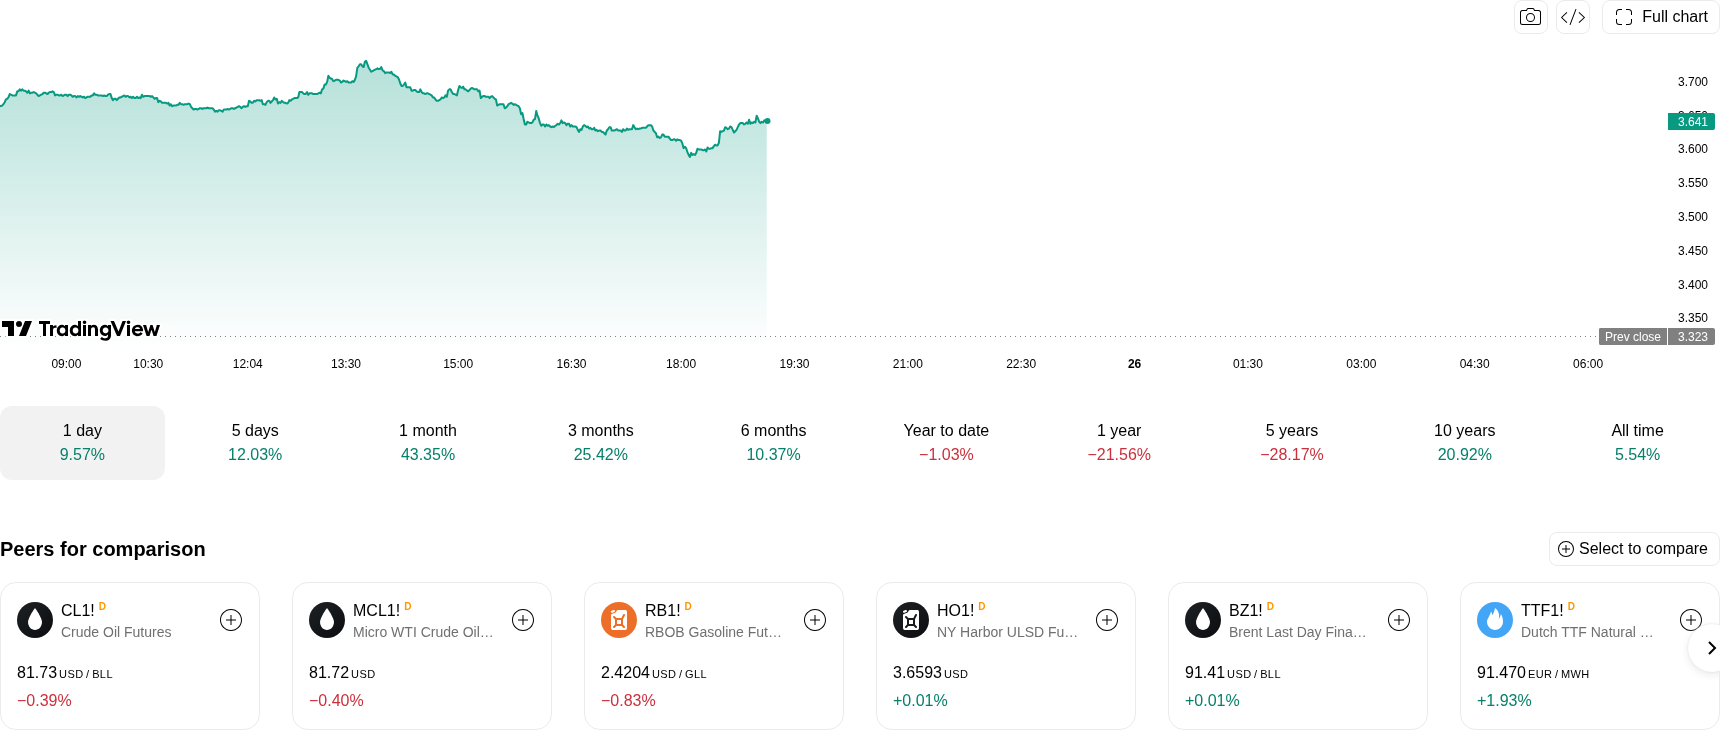 Full chart
3.700
3.641
3.600
3.550
3.500
3.450
3.400
3.350
TradingView
Prev close 3.323
09:00 10:30 12:04 13:30 15:00 16:30 18:00 19:30 21:00 22:30 26 01:30 03:00 04:30 06:00
1 day 5 days 1 month 3 months 6 months Year to date 1 year 5 years 10 years All time
9.57% 12.03% 43.35% 25.42% 10.37% −1.03% −21.56% −28.17% 20.92% 5.54%
Peers for comparison
Select to compare
CL1! D
Crude Oil Futures
81.73 USD / BLL
−0.39%
MCL1! D
Micro WTI Crude Oil…
81.72 USD
−0.40%
RB1! D
RBOB Gasoline Fut…
2.4204 USD / GLL
−0.83%
HO1! D
NY Harbor ULSD Fu…
3.6593 USD
+0.01%
BZ1! D
Brent Last Day Fina…
91.41 USD / BLL
+0.01%
TTF1! D
Dutch TTF Natural …
91.470 EUR / MWH
+1.93%